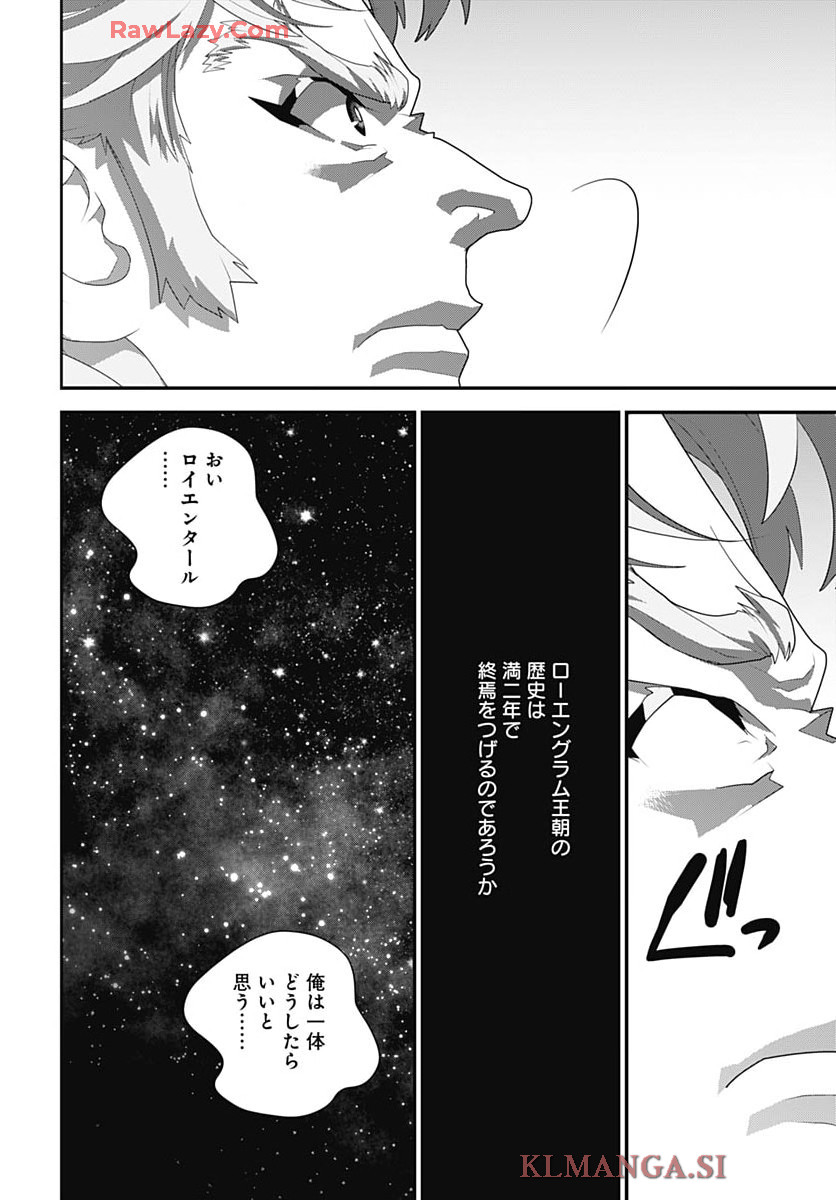 RawLazy.Com
グッ
ローエングラム王朝の
歴史は
満二年で
終焉をつげるのであろうか
おい
ロイエンタール
……
俺は一体
どうしたら
いいと
思う……
KLMANGA.SI